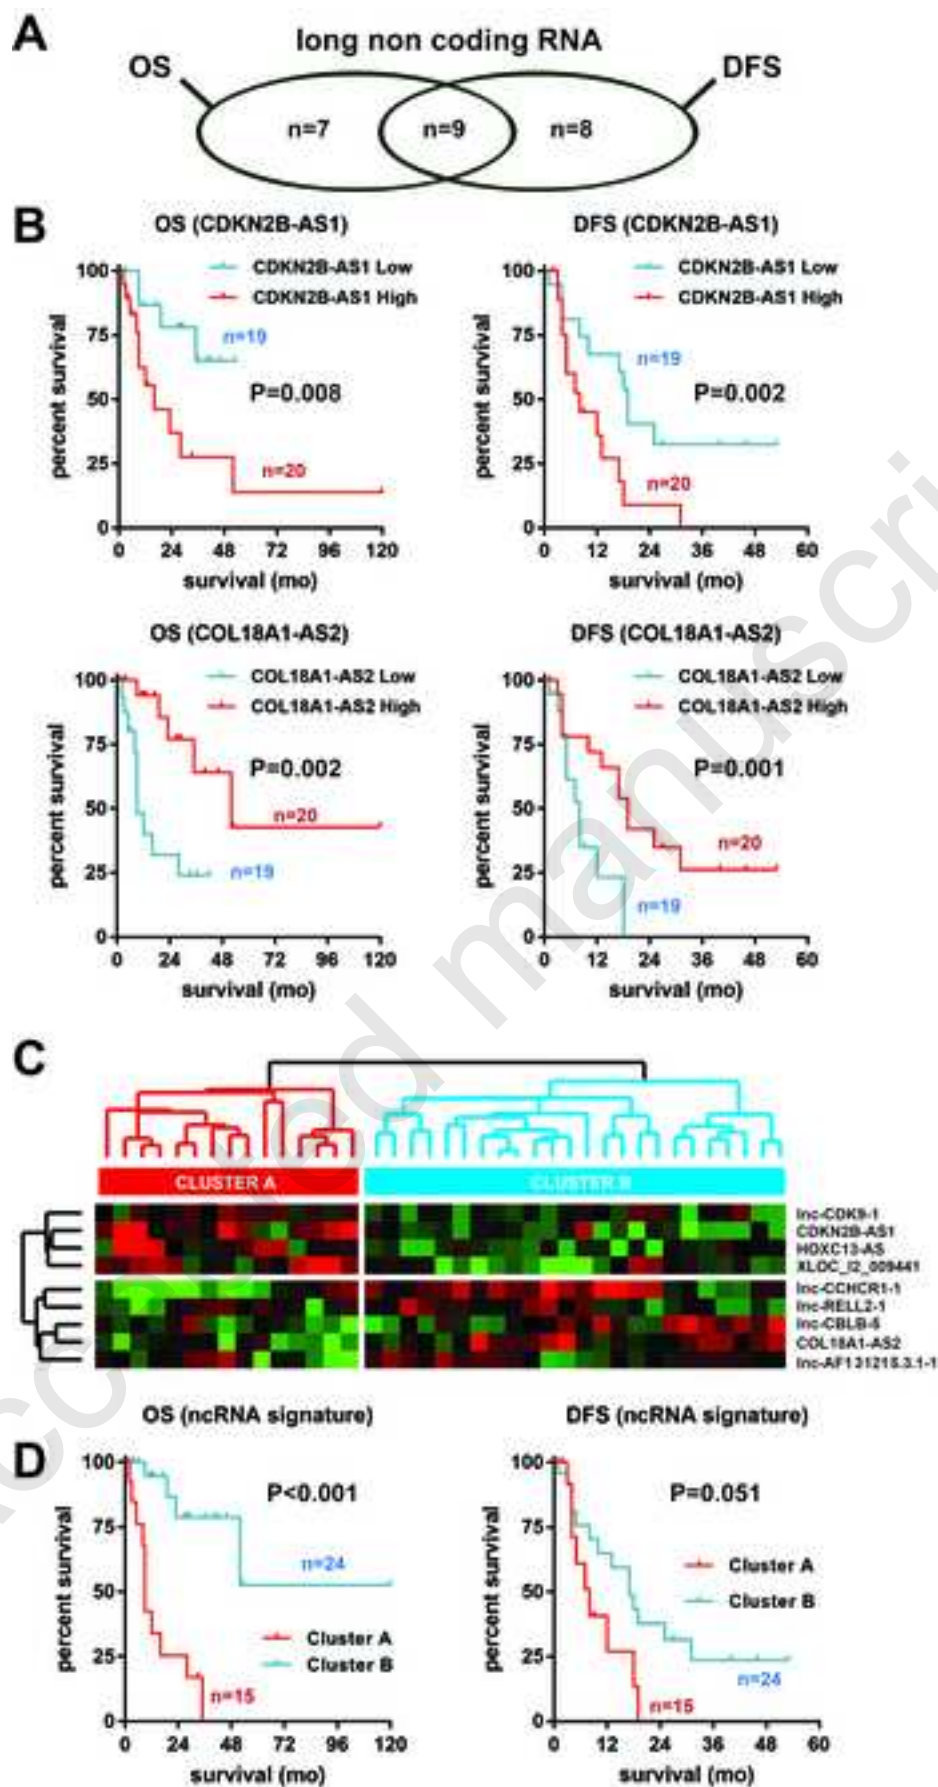 A
long non coding RNA
OS
DFS
n=7
n=9
n=8
B
OS (CDKN2B-AS1)
100
75
50
25
0
percent survival
CDKN2B-AS1 Low
CDKN2B-AS1 High
n=19
P=0.008
n=20
0 24 48 72 96 120
survival (mo)
DFS (CDKN2B-AS1)
100
75
50
25
0
percent survival
CDKN2B-AS1 Low
CDKN2B-AS1 High
n=19
P=0.002
n=20
0 12 24 36 48 60
survival (mo)
OS (COL18A1-AS2)
100
75
50
25
0
percent survival
COL18A1-AS2 Low
COL18A1-AS2 High
P=0.002
n=20
n=19
0 24 48 72 96 120
survival (mo)
DFS (COL18A1-AS2)
100
75
50
25
0
percent survival
COL18A1-AS2 Low
COL18A1-AS2 High
P=0.001
n=20
n=19
0 12 24 36 48 60
survival (mo)
C
CLUSTER A
CLUSTER B
lnc-CDK9-1
CDKN2B-AS1
HOXC13-AS
XLOC_l2_009441
lnc-CCHCR1-1
lnc-RELL2-1
lnc-CBLB-5
COL18A1-AS2
lnc-AF131215.3.1-1
D
OS (ncRNA signature)
100
75
50
25
0
percent survival
P<0.001
n=24
Cluster A
Cluster B
n=15
0 24 48 72 96 120
survival (mo)
DFS (ncRNA signature)
100
75
50
25
0
percent survival
P=0.051
Cluster A
Cluster B
n=24
n=15
0 12 24 36 48 60
survival (mo)
manuscri